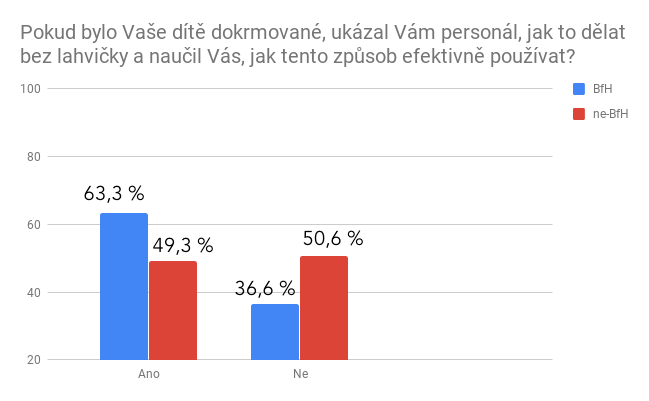 Pokud bylo Vaše dítě dokrmované, ukázal Vám personál, jak to dělat
bez lahvičky a naučil Vás, jak tento způsob efektivně používat?
100
BfH
ne-BfH
80
63,3 %
60
49,3 %
50,6 %
36,6 %
40
20
Ano
Ne